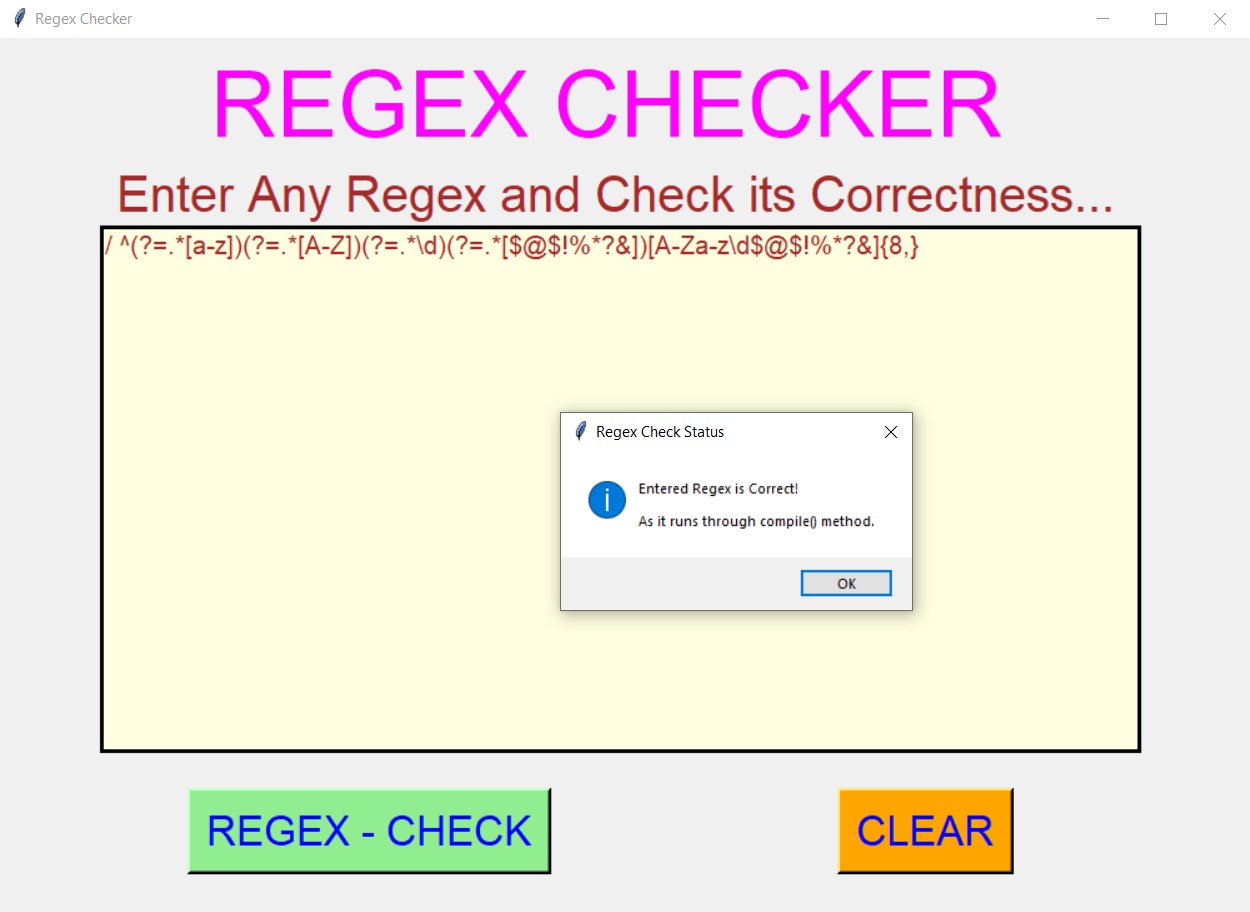 Regex Checker
REGEX CHECKER
Enter Any Regex and Check its Correctness...
/ ^(?=.*[a-z])(?=.*[A-Z])(?=.*\d)(?=.*[$@$!%*?&])[A-Za-z\d$@$!%*?&]{8,}
Regex Check Status
Entered Regex is Correct!
As it runs through compile() method.
OK
REGEX - CHECK
CLEAR